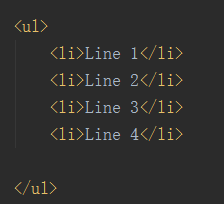 <ul>
    <li>Line 1</li>
    <li>Line 2</li>
    <li>Line 3</li>
    <li>Line 4</li>

</ul>